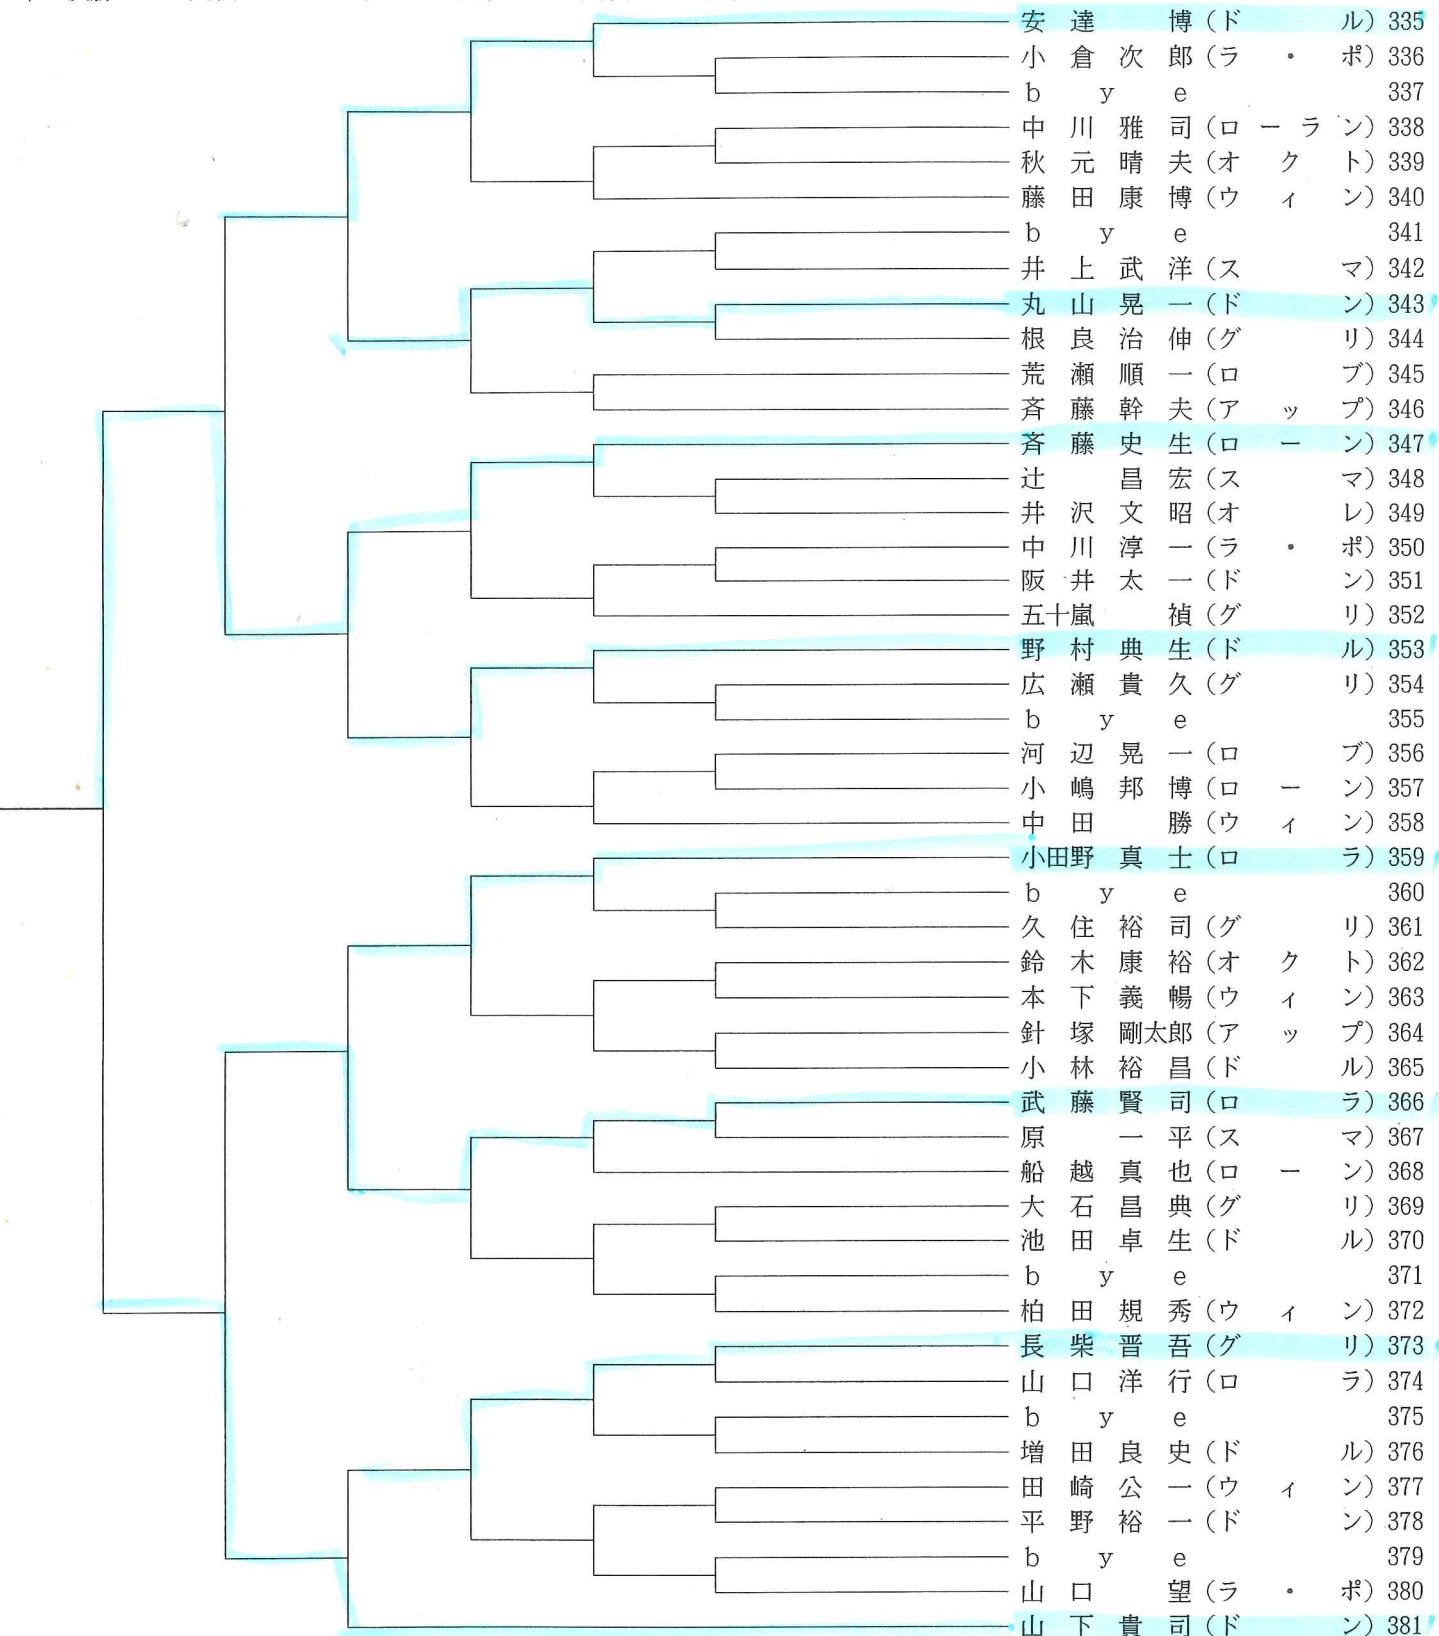 安達 博(ドル) 335
小倉次郎(ラ・ポ) 336
bye 337
中川雅司(ローラン) 338
秋元晴夫(オクト) 339
藤田康博(ウィン) 340
bye 341
井上武洋(スマ) 342
丸山晃一(ドン) 343
根良治伸(グリ) 344
荒瀬順一(ロブ) 345
斉藤幹夫(アップ) 346
斉藤史生(ローン) 347
辻 昌宏(スマ) 348
井沢文昭(オレ) 349
中川淳一(ラ・ポ) 350
阪井太一(ドン) 351
五十嵐 禎(グリ) 352
野村典生(ドル) 353
広瀬貴久(グリ) 354
bye 355
河辺晃一(ロブ) 356
小嶋邦博(ローン) 357
中田 勝(ウィン) 358
小田野真士(ロラ) 359
bye 360
久住裕司(グリ) 361
鈴木康裕(オクト) 362
本下義暢(ウィン) 363
針塚剛太郎(アップ) 364
小林裕昌(ドル) 365
武藤賢司(ロラ) 366
原 一平(スマ) 367
船越真也(ローン) 368
大石昌典(グリ) 369
池田卓生(ドル) 370
bye 371
柏田規秀(ウィン) 372
長柴晋吾(グリ) 373
山口洋行(ロラ) 374
bye 375
増田良史(ドル) 376
田崎公一(ウィン) 377
平野裕一(ドン) 378
bye 379
山口 望(ラ・ポ) 380
山下貴司(ドン) 381